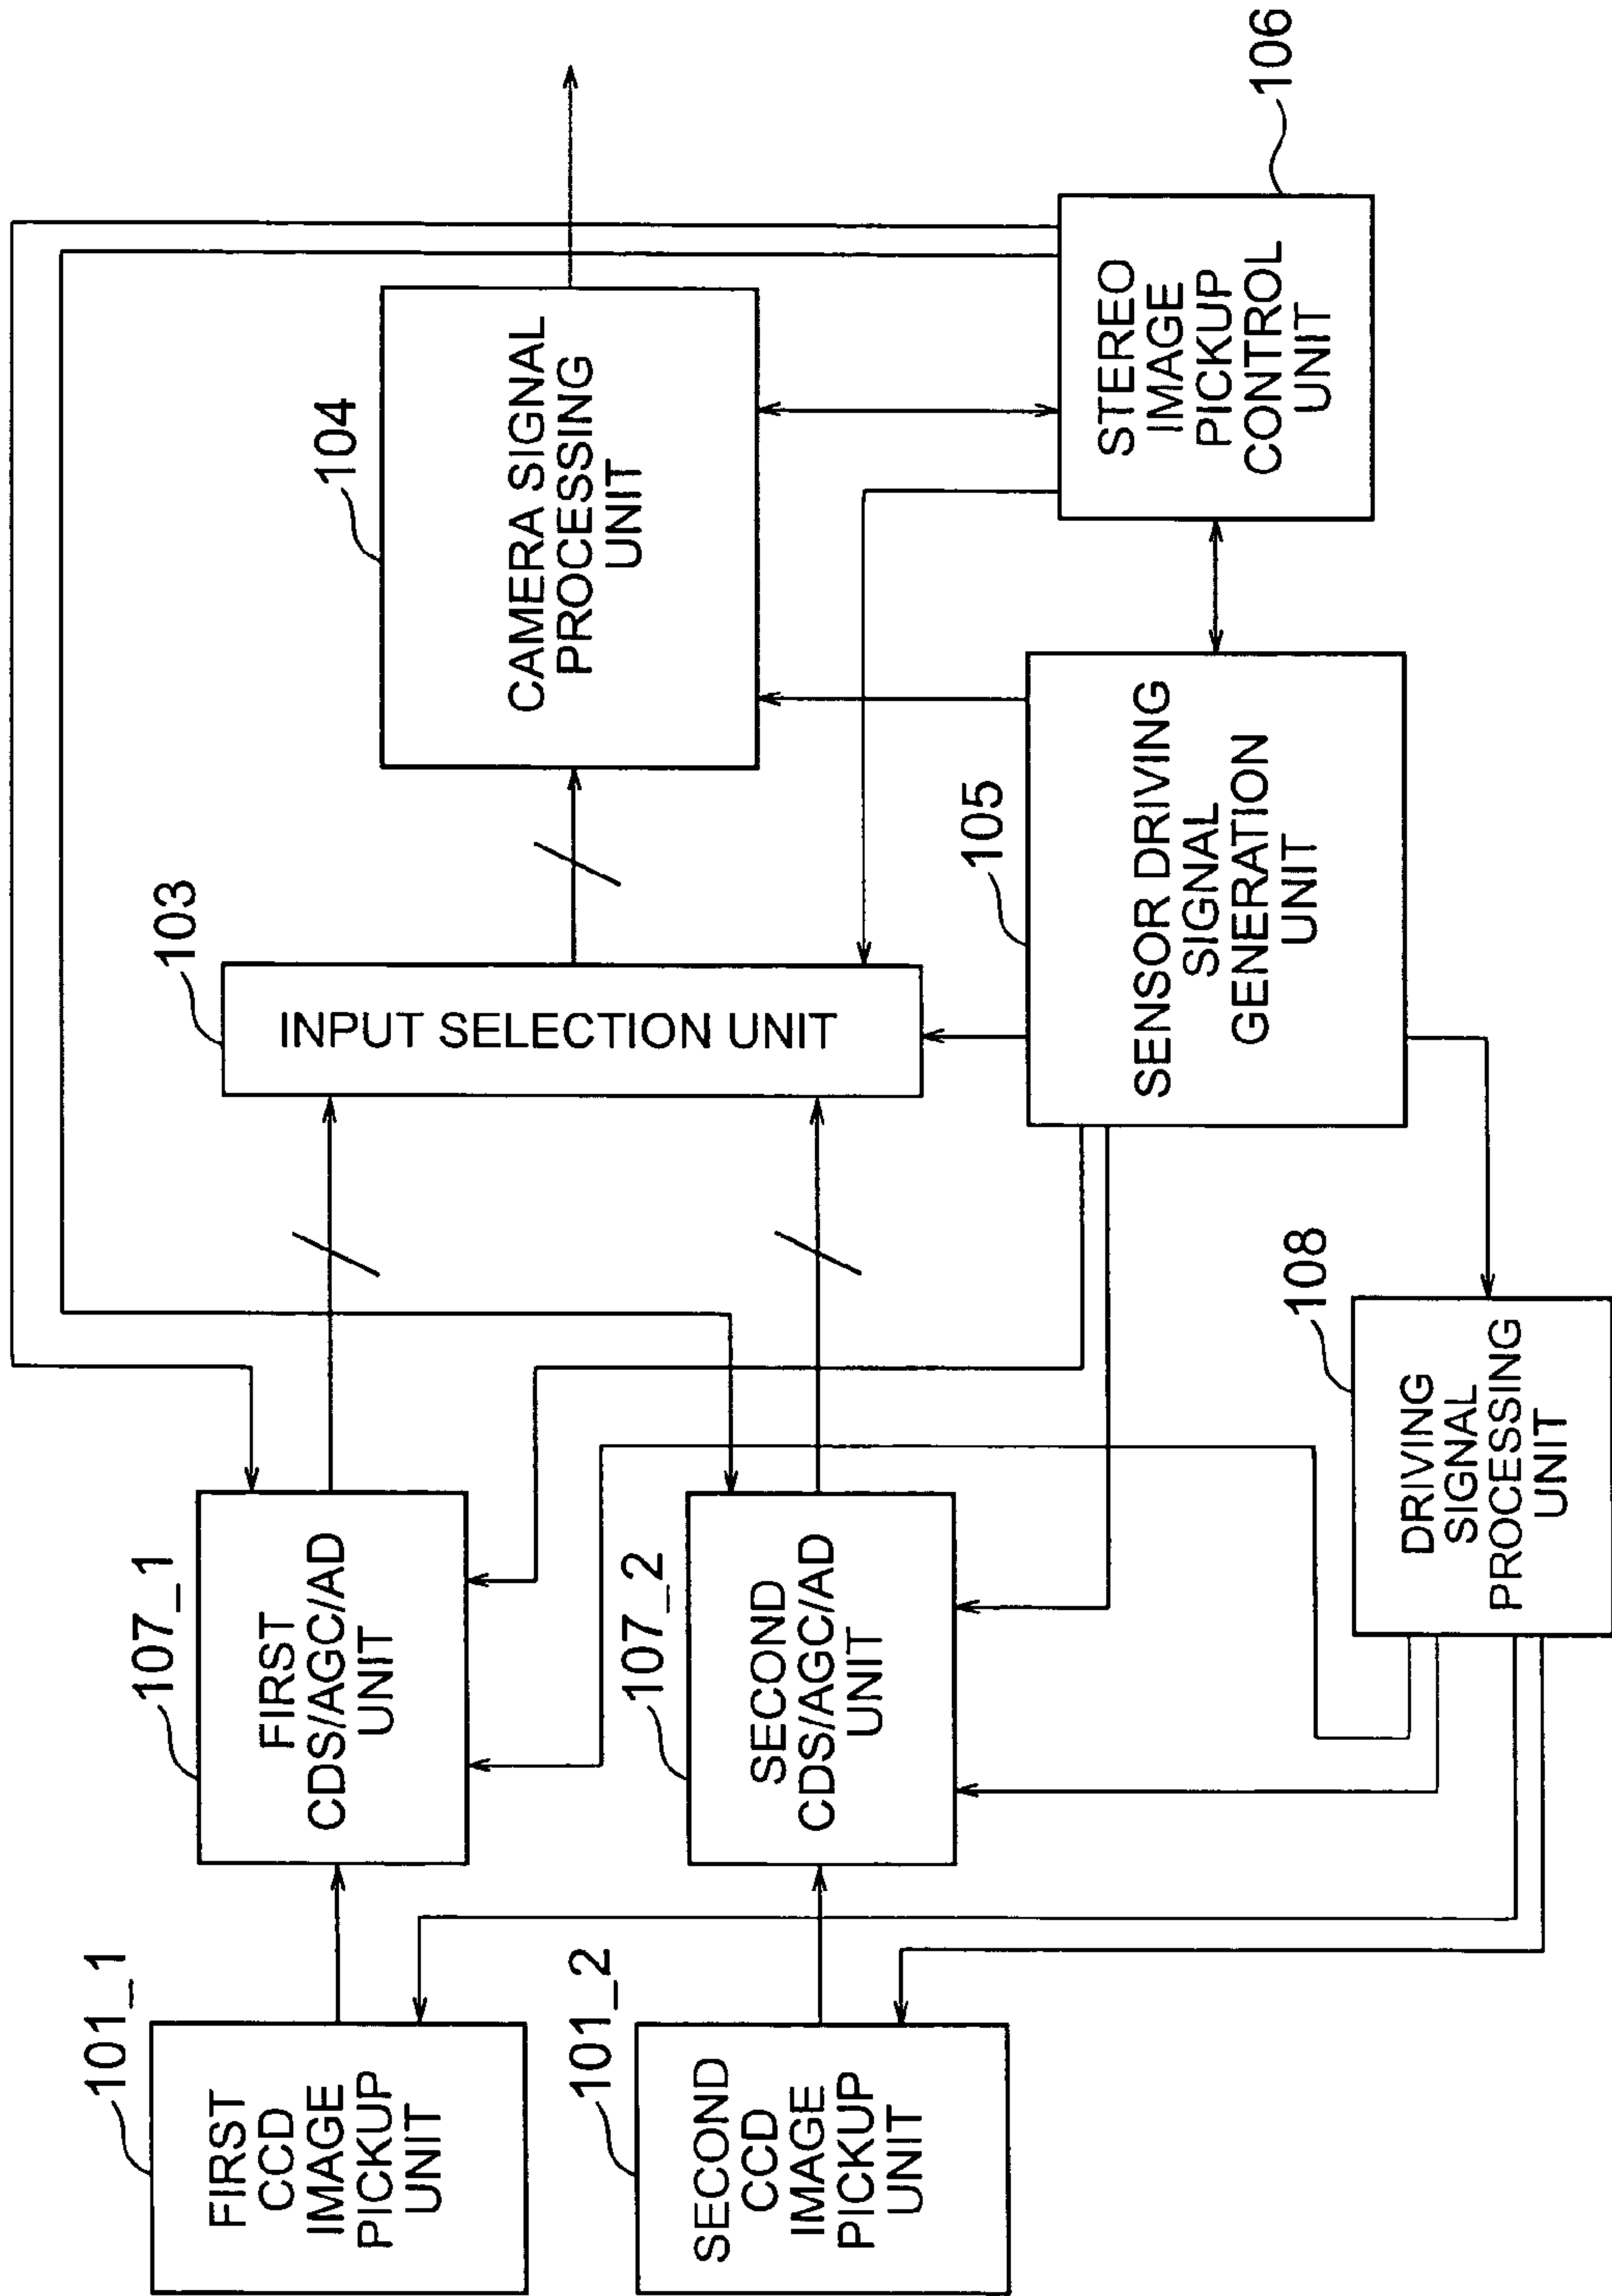 101_1
FIRST
CCD
IMAGE
PICKUP
UNIT
107_1
FIRST
CDS/AGC/AD
UNIT
103
INPUT SELECTION UNIT
104
CAMERA SIGNAL
PROCESSING
UNIT
101_2
SECOND
CCD
IMAGE
PICKUP
UNIT
107_2
SECOND
CDS/AGC/AD
UNIT
105
SENSOR DRIVING
SIGNAL
GENERATION
UNIT
STEREO
IMAGE
PICKUP
CONTROL
UNIT
106
108
DRIVING
SIGNAL
PROCESSING
UNIT